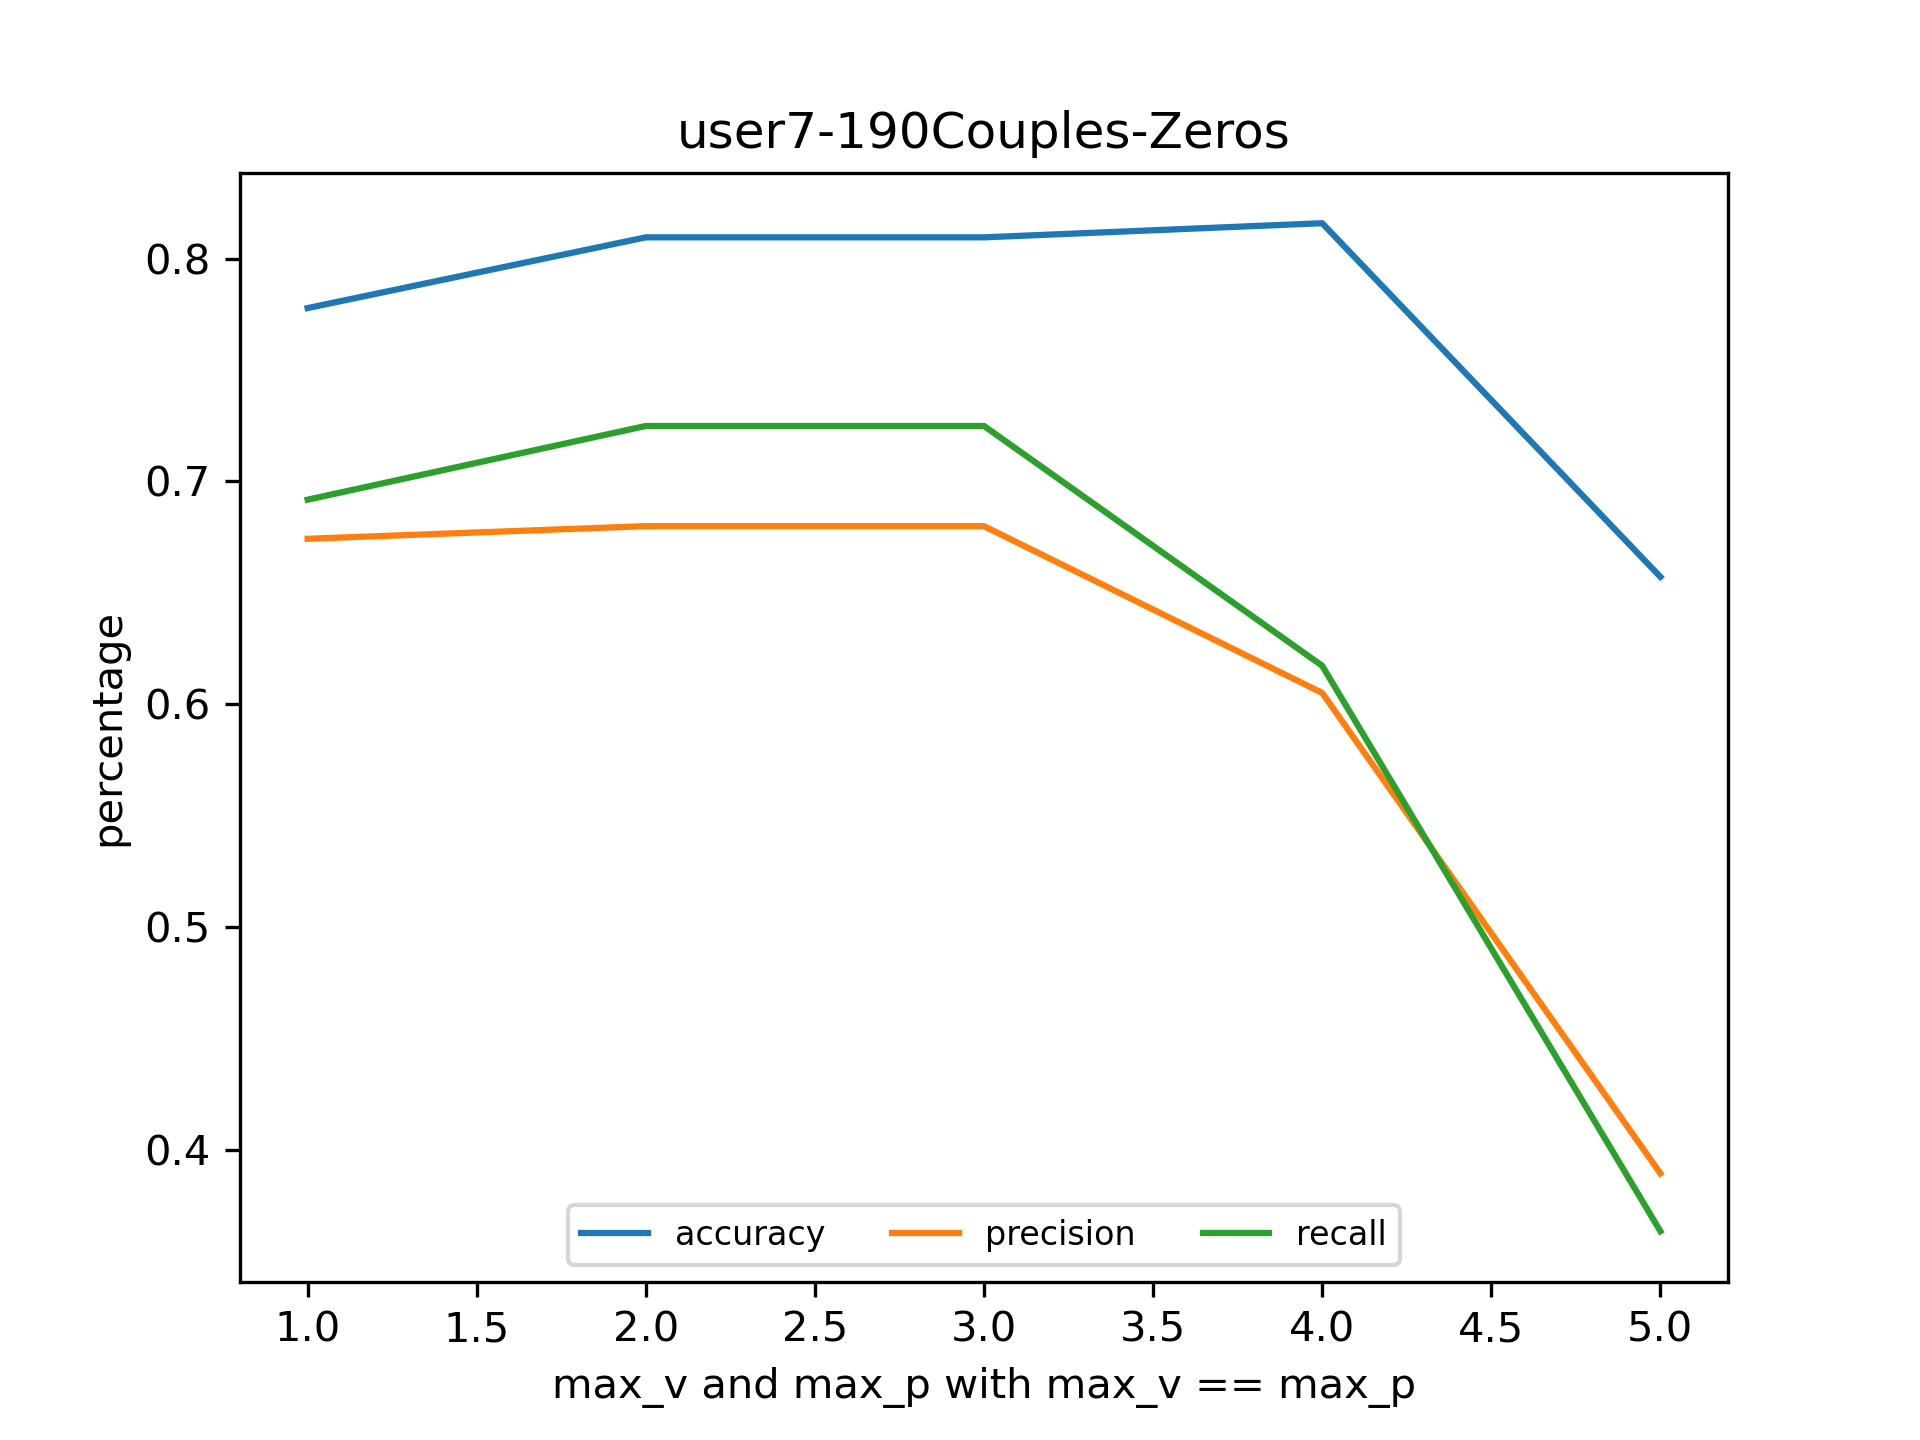 user7-190Couples-Zeros
0.8
0.7
0.6
0.5
0.4
percentage
accuracy precision recall
1.0 1.5 2.0 2.5 3.0 3.5 4.0 4.5 5.0
max_v and max_p with max_v == max_p